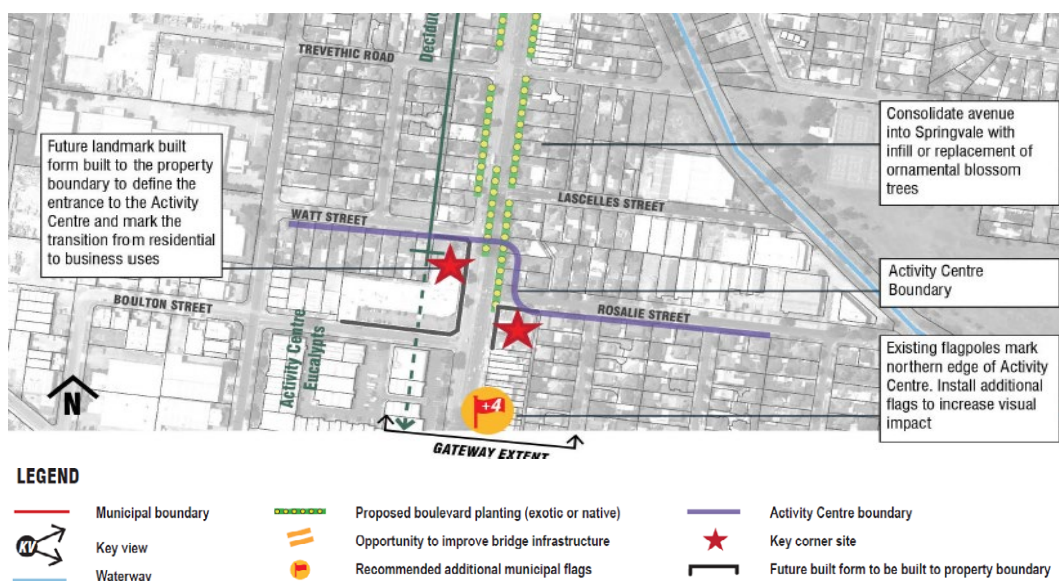 TREVETHIC ROAD
Deciduo
Consolidate avenue
into Springvale with
infill or replacement of
ornamental blossom
trees
Future landmark built
form built to the property
boundary to define the
entrance to the Activity
Centre and mark the
transition from residential
to business uses
LASCELLES STREET
WATT STREET
Activity Centre
Boundary
BOULTON STREET
ROSALIE STREET
Activity Centre
Eucalypts
Existing flagpoles mark
northern edge of Activity
Centre. Install additional
flags to increase visual
impact
N
+4
GATEWAY EXTENT
LEGEND
Municipal boundary
KV
Key view
Waterway
Proposed boulevard planting (exotic or native)
Opportunity to improve bridge infrastructure
Recommended additional municipal flags
Activity Centre boundary
Key corner site
Future built form to be built to property boundary